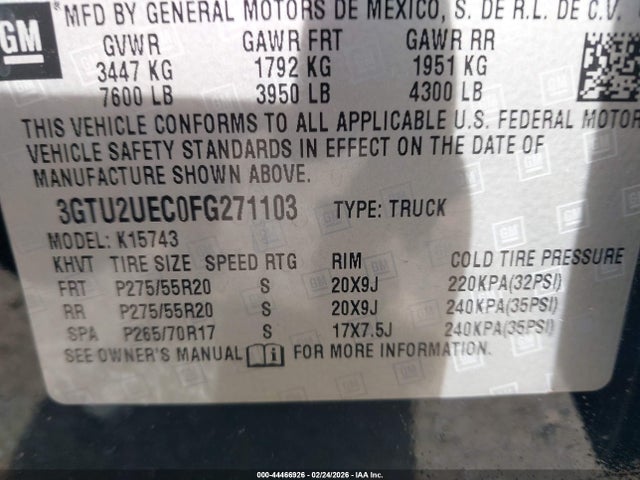 GM
MFD BY GENERAL MOTORS DE MEXICO, S. DE R.L. DE C.V.
GVWR GAWR FRT GAWR RR
3447 KG 1792 KG 1951 KG
7600 LB 3950 LB 4300 LB
THIS VEHICLE CONFORMS TO ALL APPLICABLE U.S. FEDERAL MOTOR
VEHICLE SAFETY STANDARDS IN EFFECT ON THE DATE OF
MANUFACTURE SHOWN ABOVE.
3GTU2UEC0FG271103 TYPE: TRUCK
MODEL: K15743
KHVT TIRE SIZE SPEED RTG RIM COLD TIRE PRESSURE
FRT P275/55R20 S 20X9J 220KPA(32PSI)
RR P275/55R20 S 20X9J 240KPA(35PSI)
SPA P265/70R17 S 17X7.5J 240KPA(35PSI)
SEE OWNER'S MANUAL FOR MORE INFORMATION.
000-44466926 - 02/24/2026 - IAA Inc.